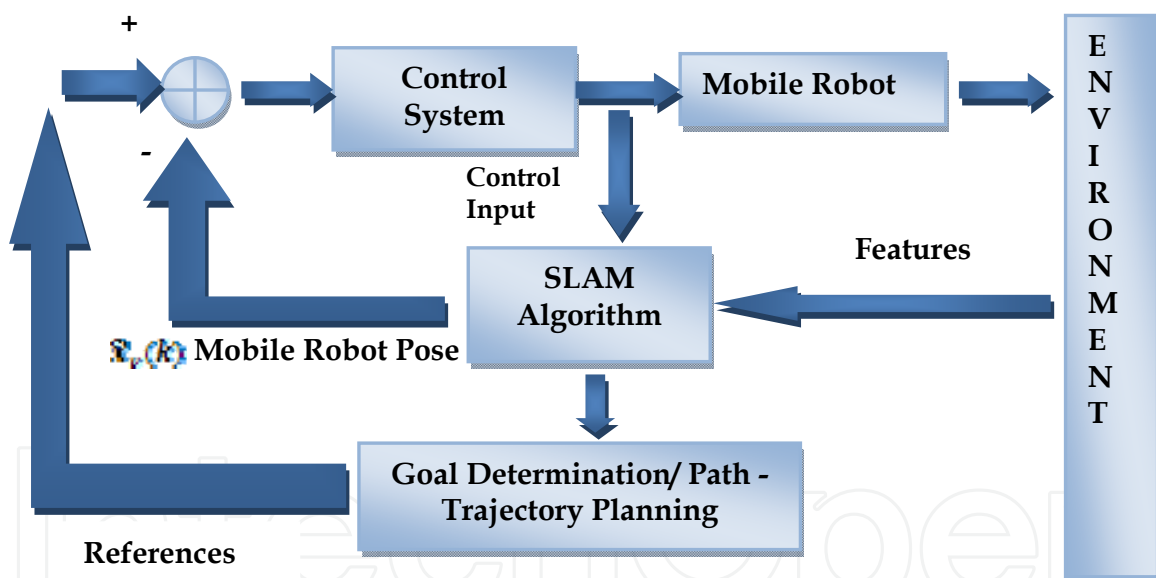 +
Control
System
Mobile Robot
E
N
V
I
R
O
N
M
E
N
T
-
Control
Input
Features
SLAM
Algorithm
Mobile Robot Pose
Goal Determination/ Path -
Trajectory Planning
References